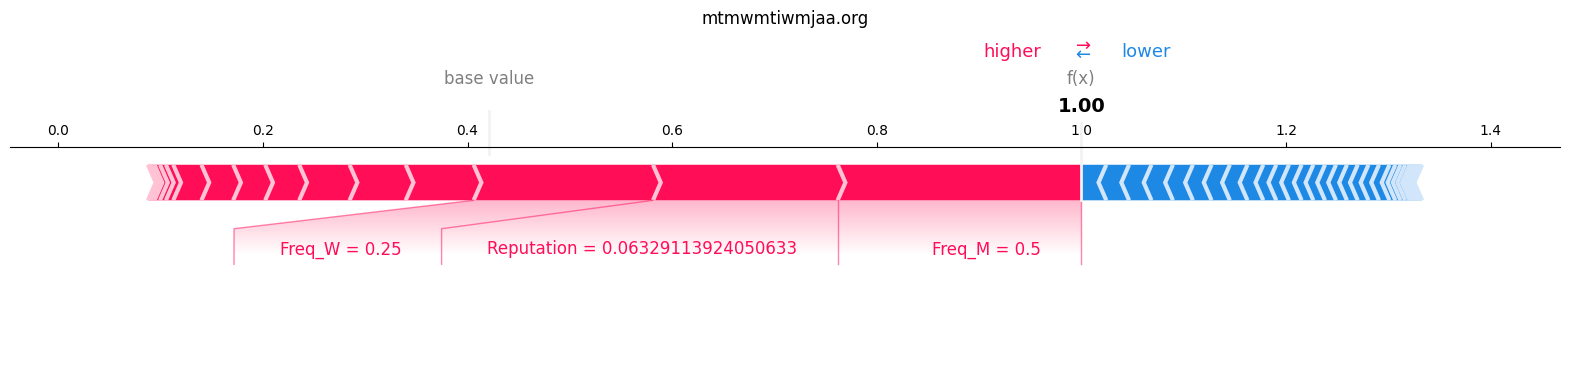 mtmwmtiwmjaa.org
higher ⇄ lower
base value f(x)
1.00
0.0 0.2 0.4 0.6 0.8 1.0 1.2 1.4
Freq_W = 0.25 Reputation = 0.06329113924050633 Freq_M = 0.5